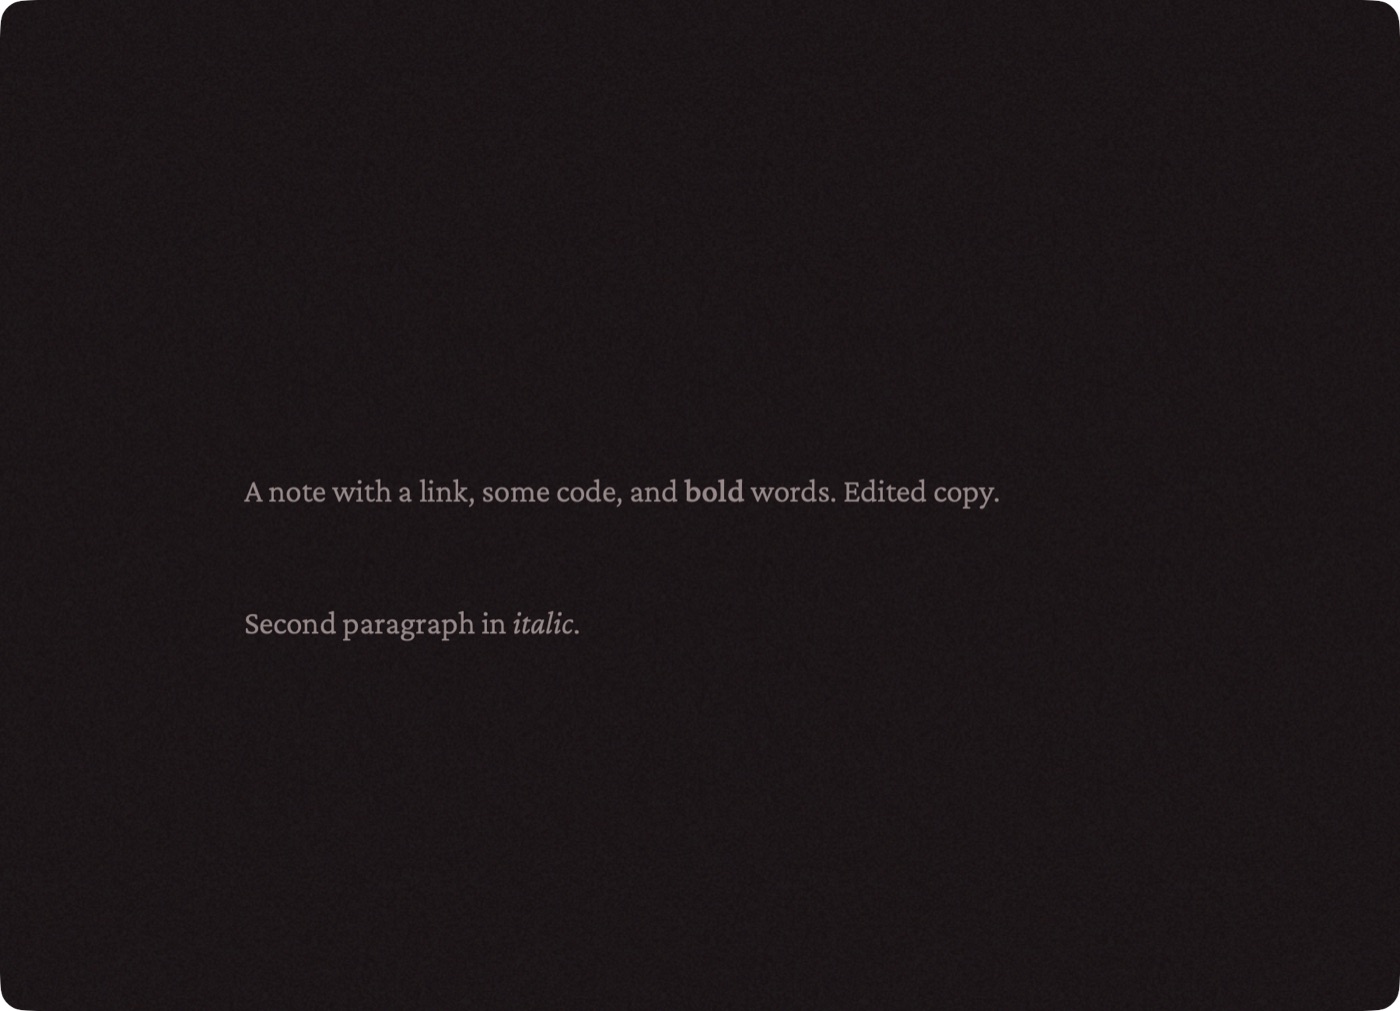 A note with a link, some code, and bold words. Edited copy.
Second paragraph in italic.